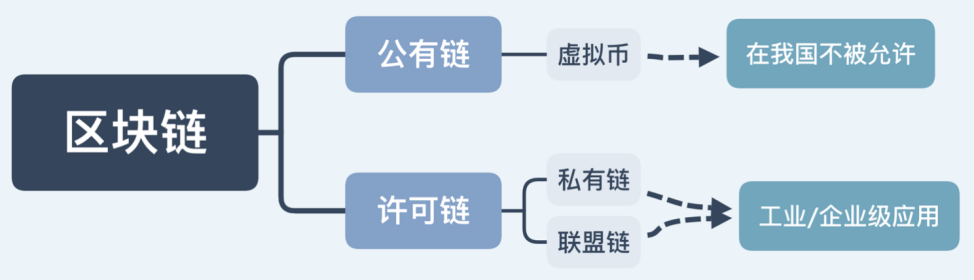 区块链
公有链
虚拟币
在我国不被允许
许可链
私有链
联盟链
工业/企业级应用